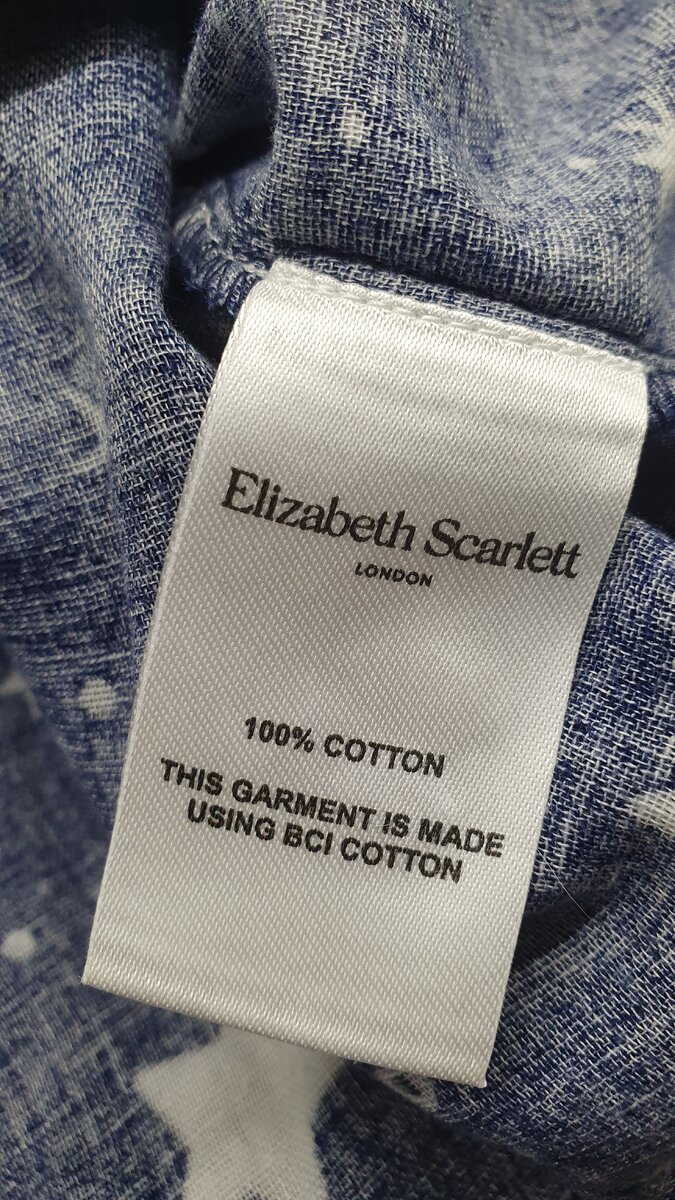 Elizabeth Scarlett
LONDON
100% COTTON
THIS GARMENT IS MADE
USING BCI COTTON